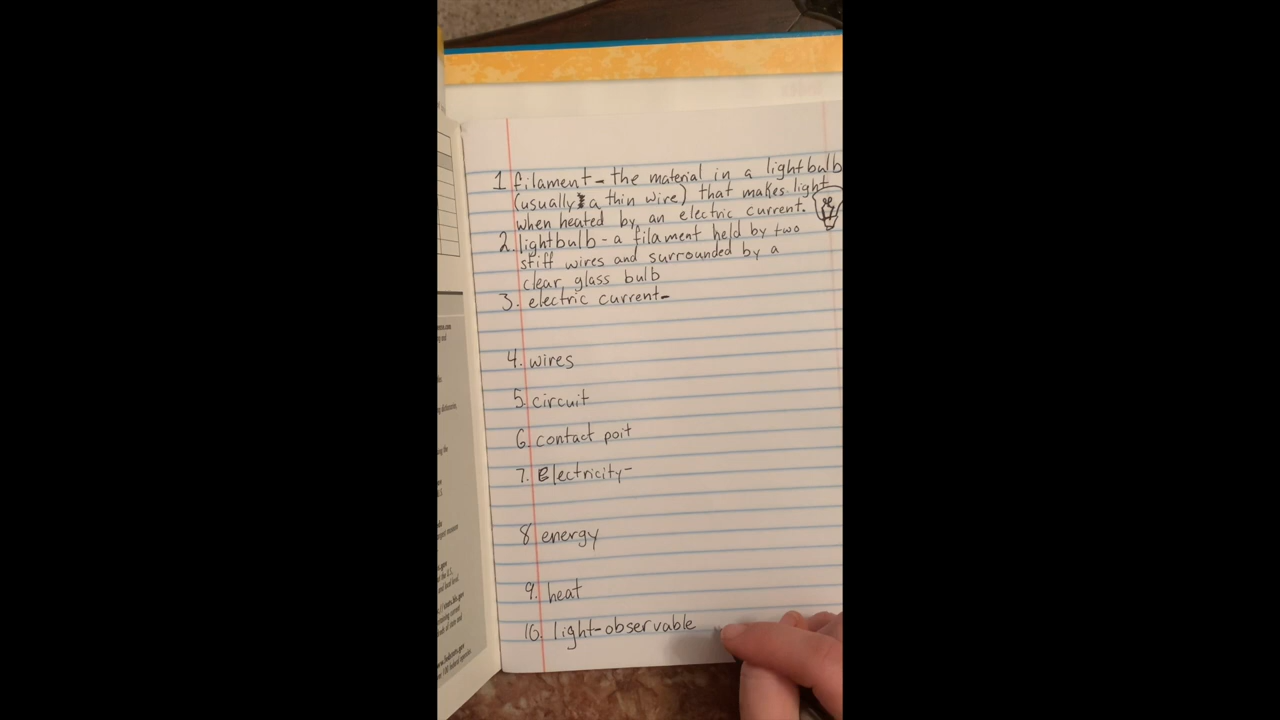 1 filament - the material in a lightbulb
(usually a thin wire) that makes light
when heated by an electric current.
2. lightbulb - a filament held by two
stiff wires and surrounded by a
clear glass bulb
3. electric current-
4. wires
5. circuit
6. contact poit
7. Electricity-
8 energy
9. heat
10. light-observable